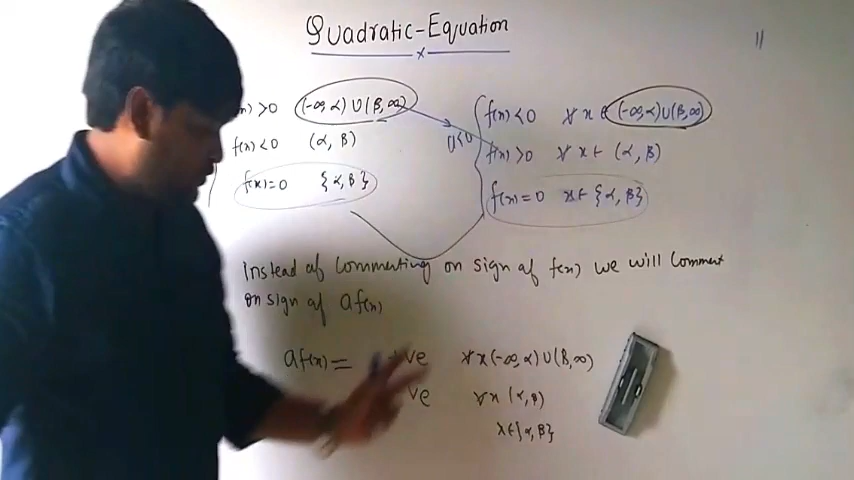 Quadratic-Equation
x
11
>0 (-∞, α) ∪ (β, ∞)
f(x) < 0 (α, β)
f(x) = 0 {α, β}
f(x) < 0 ∀ x ∈ (-∞, α) ∪ (β, ∞)
f(x) > 0 ∀ x ∈ (α, β)
f(x) = 0 x ∈ {α, β}
Instead of commenting on sign of f(x) we will comment
on sign of af(x)
af(x) = +ve ∀ x (-∞, α) ∪ (β, ∞)
ve ∀ x (α, β)
x ∈ {α, β}